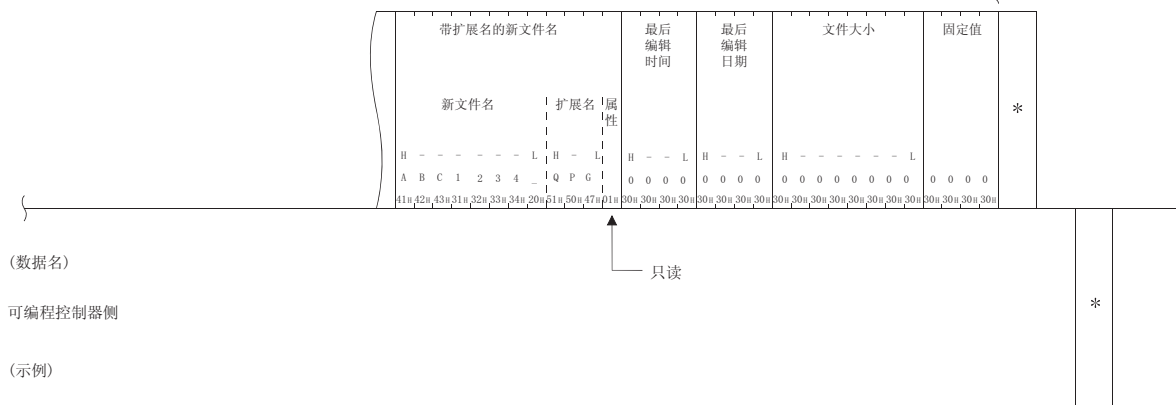 带扩展名的新文件名
最后编辑时间
最后编辑日期
文件大小
固定值
新文件名
扩展名
属性
*
H - - - - - - L H - L H - - L H - - L H - - - - - - L
A B C 1 2 3 4 _ Q P G 0 0 0 0 0 0 0 0 0 0 0 0 0 0 0 0 0 0 0 0
41H 42H 43H 31H 32H 33H 34H 20H 51H 50H 47H 01H 30H 30H 30H 30H 30H 30H 30H 30H 30H 30H 30H 30H 30H 30H 30H 30H 30H 30H 30H 30H
(数据名)
只读
可编程控制器侧
*
(示例)